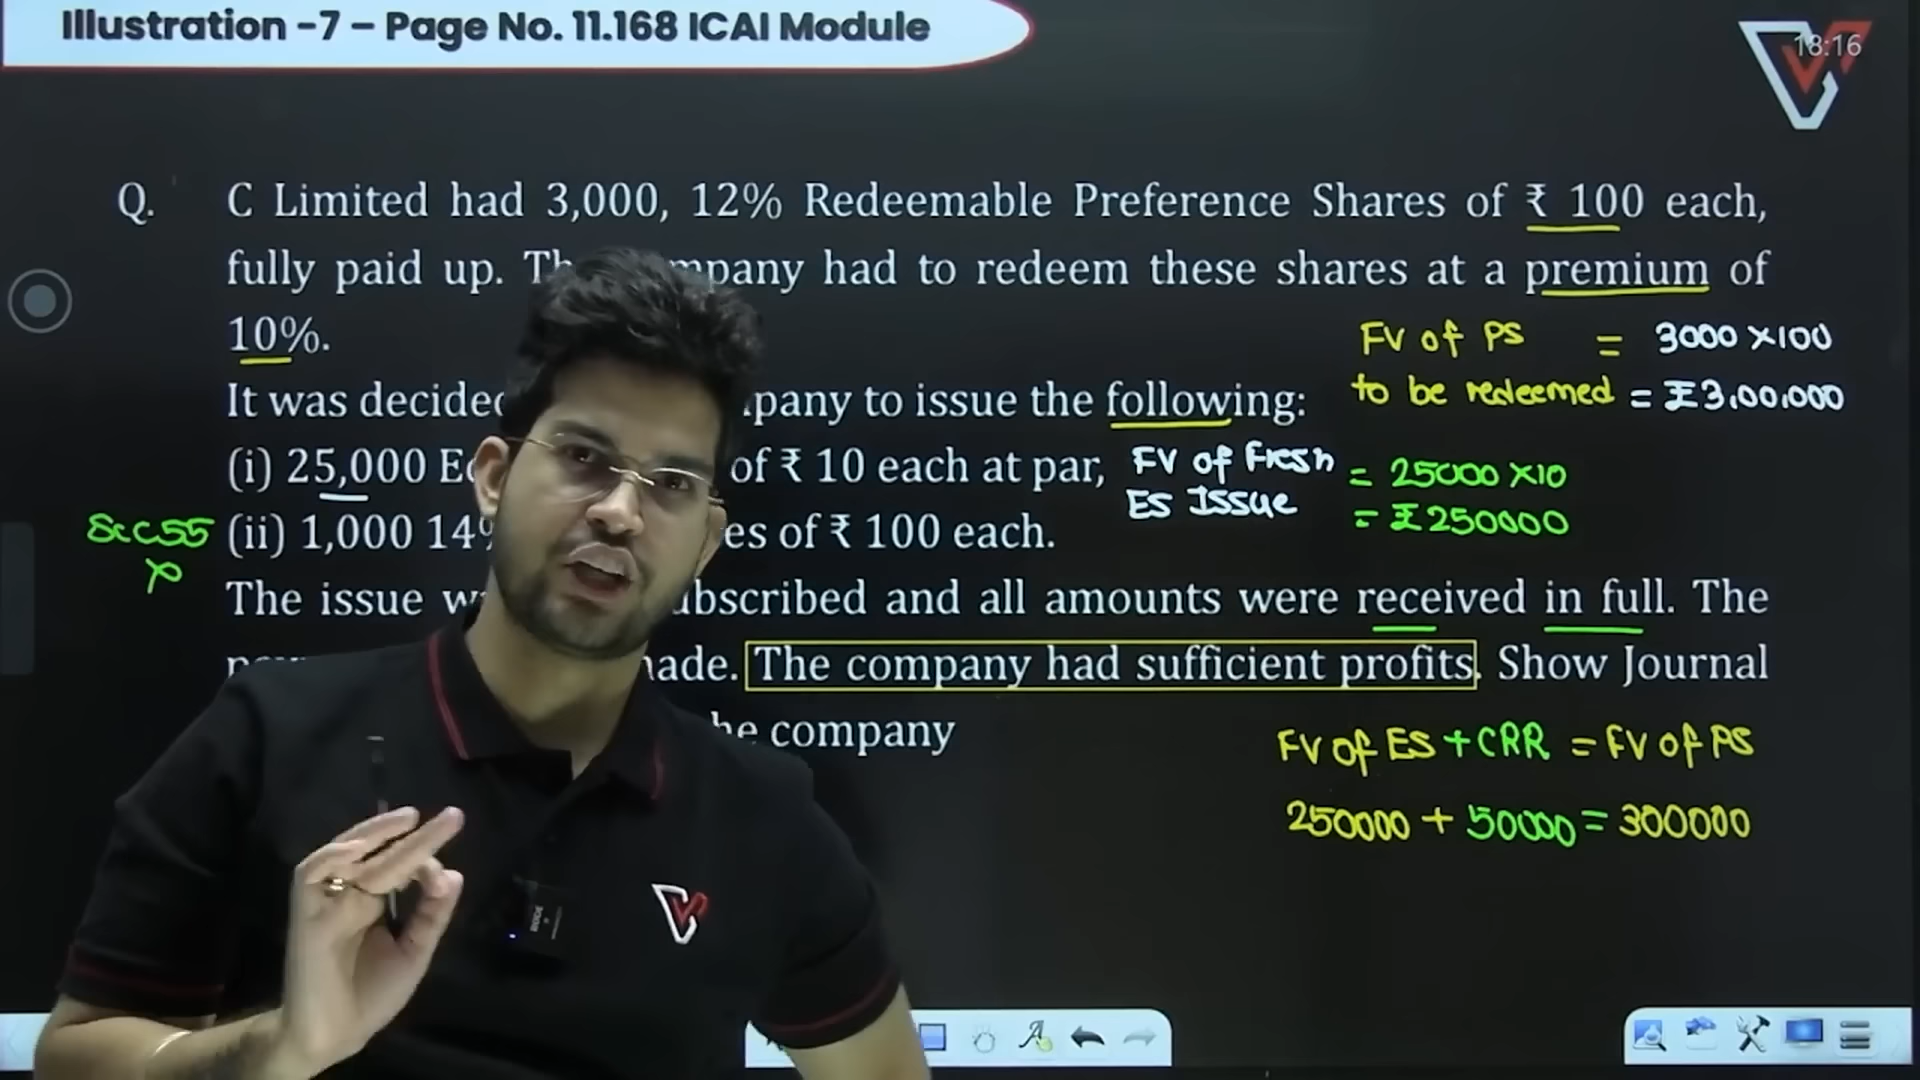 Illustration -7 – Page No. 11.168 ICAI Module
18:16
Q. C Limited had 3,000, 12% Redeemable Preference Shares of ₹ 100 each,
fully paid up. mpany had to redeem these shares at a premium of
10%.
FV of PS = 3000 ×100
to be redeemed = ₹3,00,000
It was decided pany to issue the following:
(i) 25,000 of ₹ 10 each at par,
FV of Fresh = 25000 ×10
ES Issue = ₹250000
Sec55 (ii) 1,000 14% es of ₹ 100 each.
The issue bscribed and all amounts were received in full. The
ade. The company had sufficient profits. Show Journal
he company
FV of ES + CRR = FV of PS
250000 + 50000 = 300000
RODE